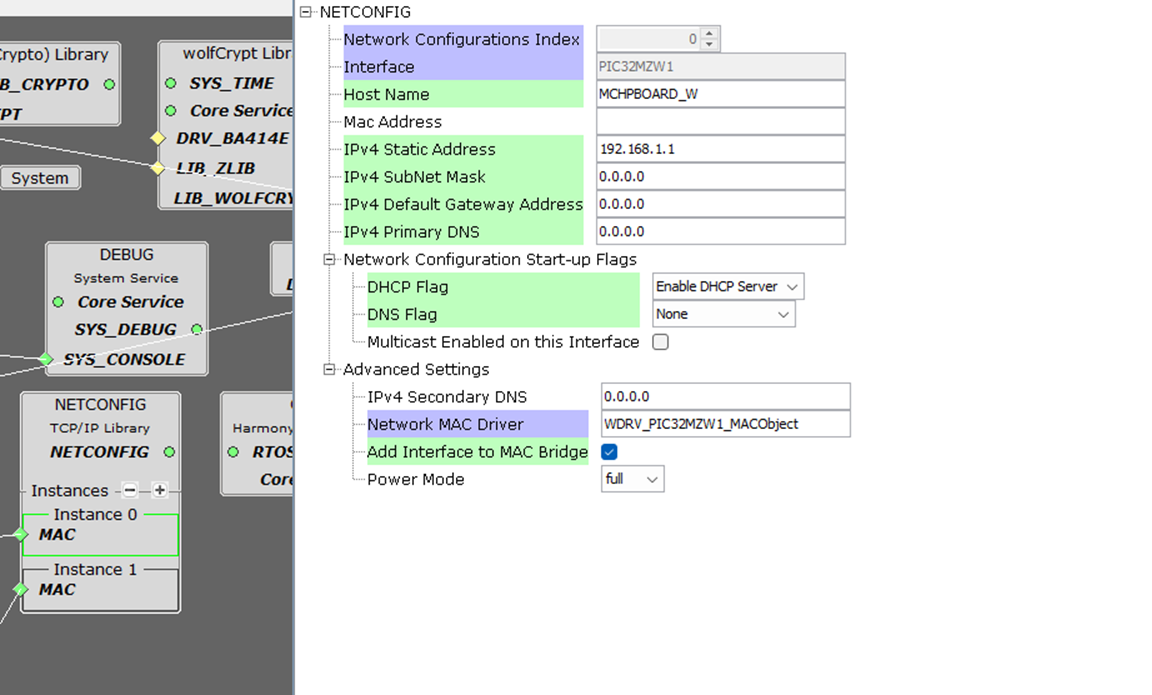 Crypto) Library
B_CRYPTO
PT
wolfCrypt Libr
SYS_TIME
Core Service
DRV_BA414E
LIB_ZLIB
LIB_WOLFCRY
System
DEBUG
System Service
Core Service
SYS_DEBUG
SYS_CONSOLE
NETCONFIG
TCP/IP Library
NETCONFIG
Instances
Instance 0
MAC
Instance 1
MAC
Harmony
RTOS
Core
NETCONFIG
Network Configurations Index 0
Interface PIC32MZW1
Host Name MCHPBOARD_W
Mac Address
IPv4 Static Address 192.168.1.1
IPv4 SubNet Mask 0.0.0.0
IPv4 Default Gateway Address 0.0.0.0
IPv4 Primary DNS 0.0.0.0
Network Configuration Start-up Flags
DHCP Flag Enable DHCP Server
DNS Flag None
Multicast Enabled on this Interface
Advanced Settings
IPv4 Secondary DNS 0.0.0.0
Network MAC Driver WDRV_PIC32MZW1_MACObject
Add Interface to MAC Bridge
Power Mode full